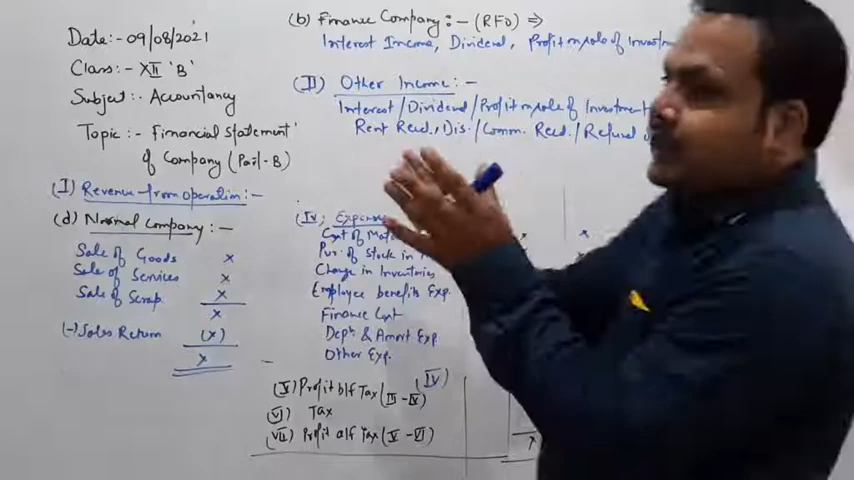 Date:- 09/08/2021
Class:- XII 'B'
Subject:- Accountancy
Topic:- Financial Statement
of Company (Part-B)
(I) Revenue from operation:-
(a) Normal Company:-
Sale of Goods x
Sale of Services x
Sale of Scrap x
x
(-) Sales Return (x)
x
(b) Finance Company:- (RFO) ⇒
Interest Income, Dividend, Profit on sale of Investment
(II) Other Income:-
Interest/Dividend/Profit on sale of Investment
Rent Recd., Dis./Comm. Recd./Refund
(IV) Expenses
Cost of
Pur. of Stock in
Change in Inventories
Employee benefits Exp.
Finance Cost
Depn & Amort Exp
Other Exp.
(V) Profit b/f Tax (III - IV)
(IV)
(VI) Tax
(VII) Profit a/f Tax (V - VI)